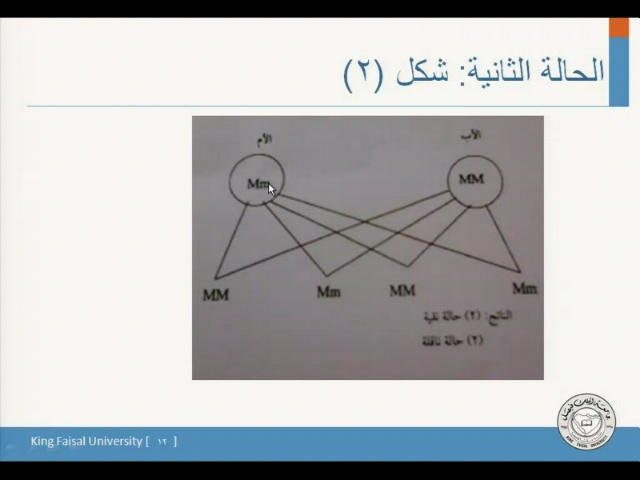 الحالة الثانية: شكل (٢)
الأم
الأب
Mm
MM
MM
Mm
MM
Mm
الناتج: (٢) حالة نقية
(٢) حالة ناقلة
King Faisal University [ ١٢ ]